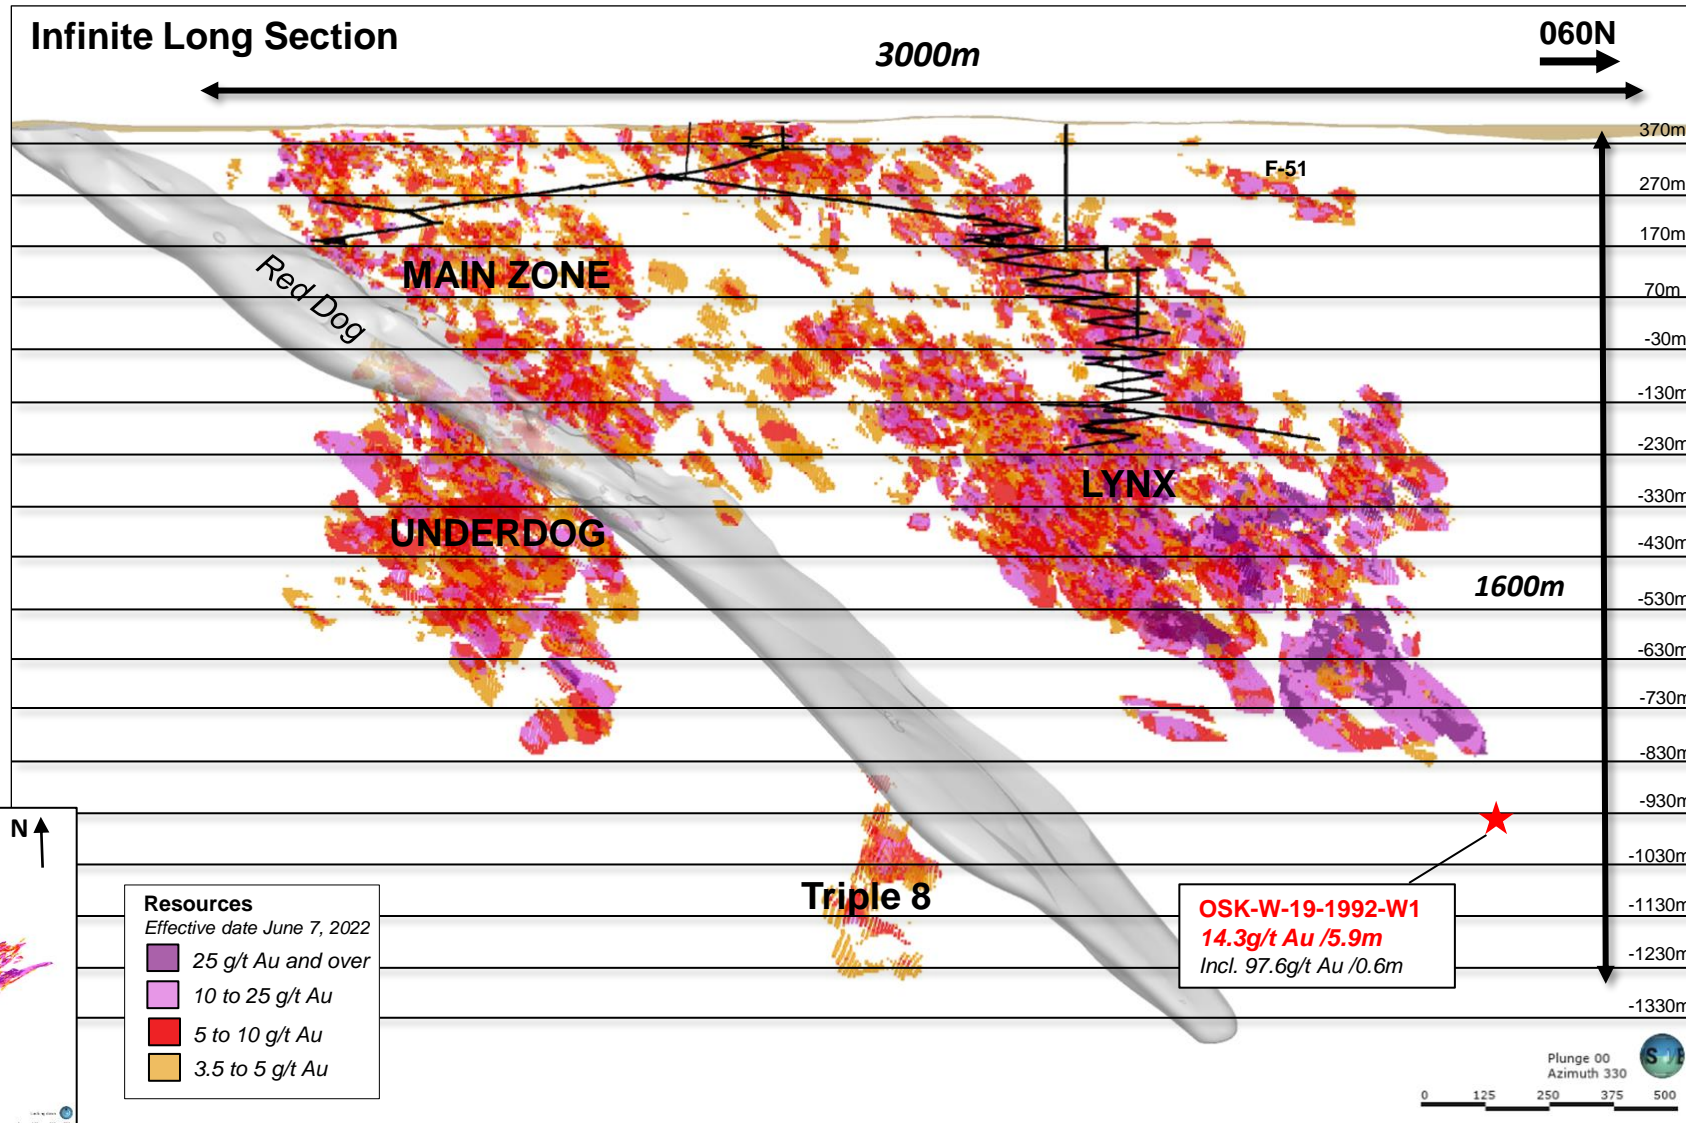 Infinite Long Section
3000m
060N
370m
F-51
270m
170m
MAIN ZONE
Red Dog
70m
-30m
-130m
-230m
LYNX
-330m
UNDERDOG
-430m
1600m
-530m
-630m
-730m
-830m
-930m
N
-1030m
Triple 8
-1130m
-1230m
-1330m
OSK-W-19-1992-W1
14.3g/t Au /5.9m
Incl. 97.6g/t Au /0.6m
Resources
Effective date June 7, 2022
25 g/t Au and over
10 to 25 g/t Au
5 to 10 g/t Au
3.5 to 5 g/t Au
Plunge 00
Azimuth 330
S
0 125 250 375 500